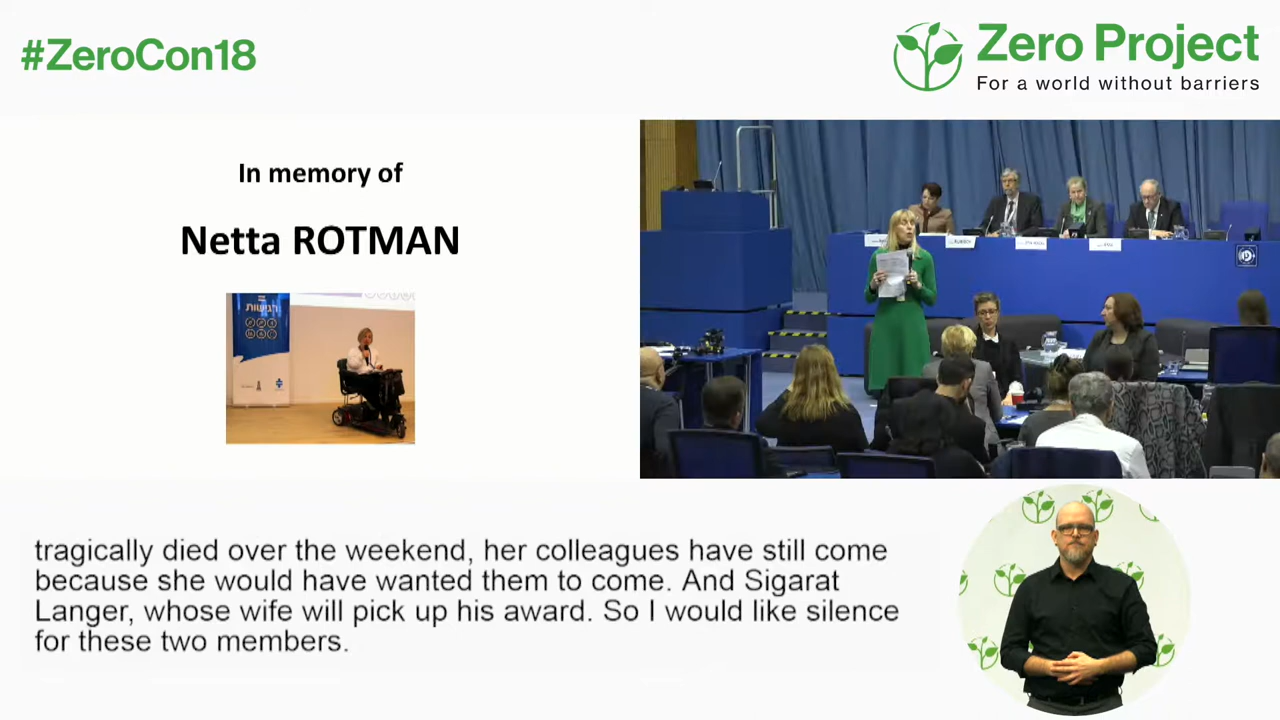 #ZeroCon18
Zero Project
For a world without barriers
In memory of
Netta ROTMAN
נגישות
tragically died over the weekend, her colleagues have still come
because she would have wanted them to come. And Sigarat
Langer, whose wife will pick up his award. So I would like silence
for these two members.